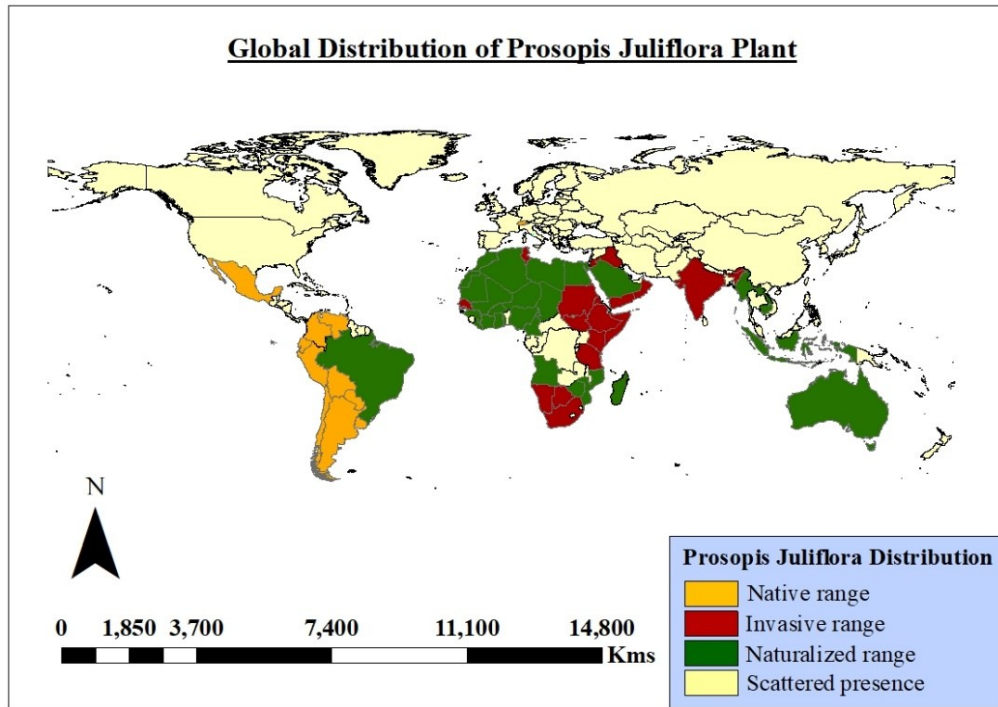 Global Distribution of Prosopis Juliflora Plant
N
0 1,850 3,700 7,400 11,100 14,800
Kms
Prosopis Juliflora Distribution
Native range
Invasive range
Naturalized range
Scattered presence